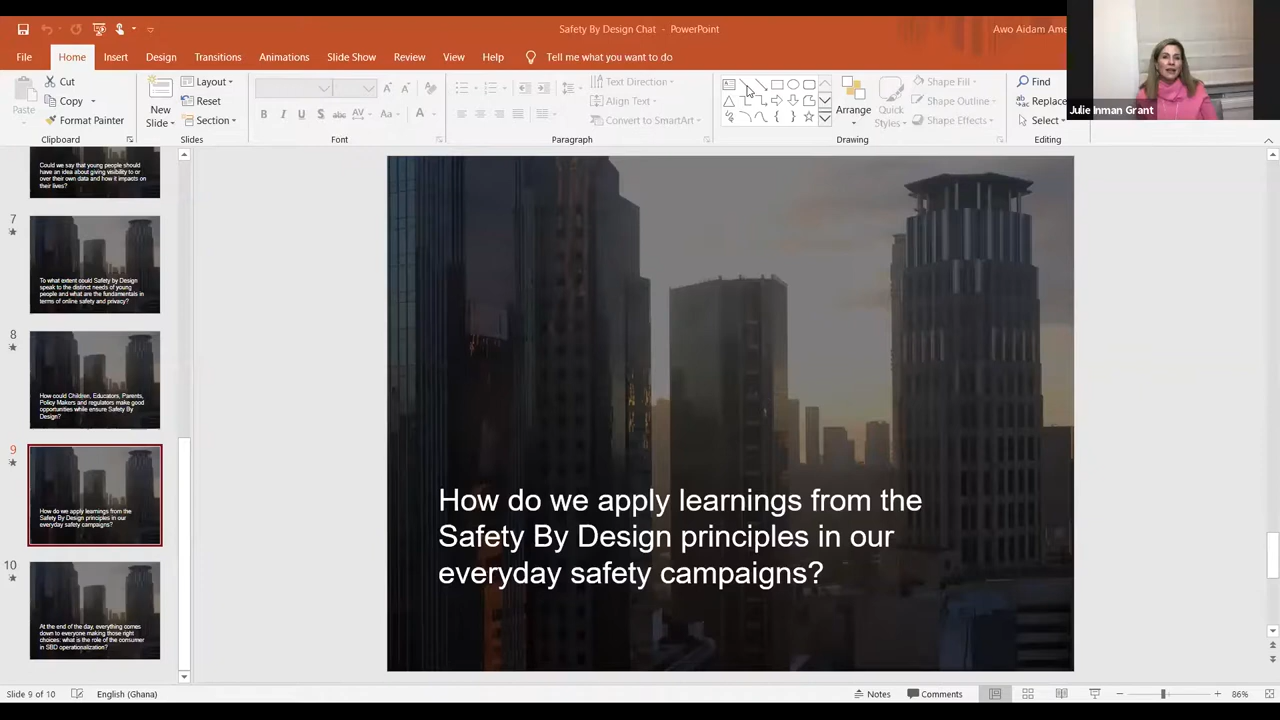 Safety By Design Chat - PowerPoint
Awo Aidam Ame
File Home Insert Design Transitions Animations Slide Show Review View Help Tell me what you want to do
Paste
Cut
Copy
Format Painter
Clipboard
New
Slide
Layout
Reset
Section
Slides
B I U S abc AV Aa A
Font
Text Direction
Align Text
Convert to SmartArt
Paragraph
Arrange
Quick
Styles
Shape Fill
Shape Effects
Drawing
Find
Replace
Select
Editing
Julie Inman Grant
Could we say that young people should
have an idea about giving visibility to or
over their own data and how it impacts on
their lives?
7
To what extent could Safety by Design
speak to the distinct needs of young
people and what are the fundamentals in
terms of online safety and privacy?
8
How could Children, Educators, Parents,
Policy Makers and regulators make good
opportunities while ensure Safety By
Design?
9
How do we apply learnings from the
Safety By Design principles in our
everyday safety campaigns?
10
At the end of the day, everything comes
down to everyone making those right
choices: what is the role of the consumer
in SBD operationalization?
How do we apply learnings from the
Safety By Design principles in our
everyday safety campaigns?
Slide 9 of 10 English (Ghana) Notes Comments 86%